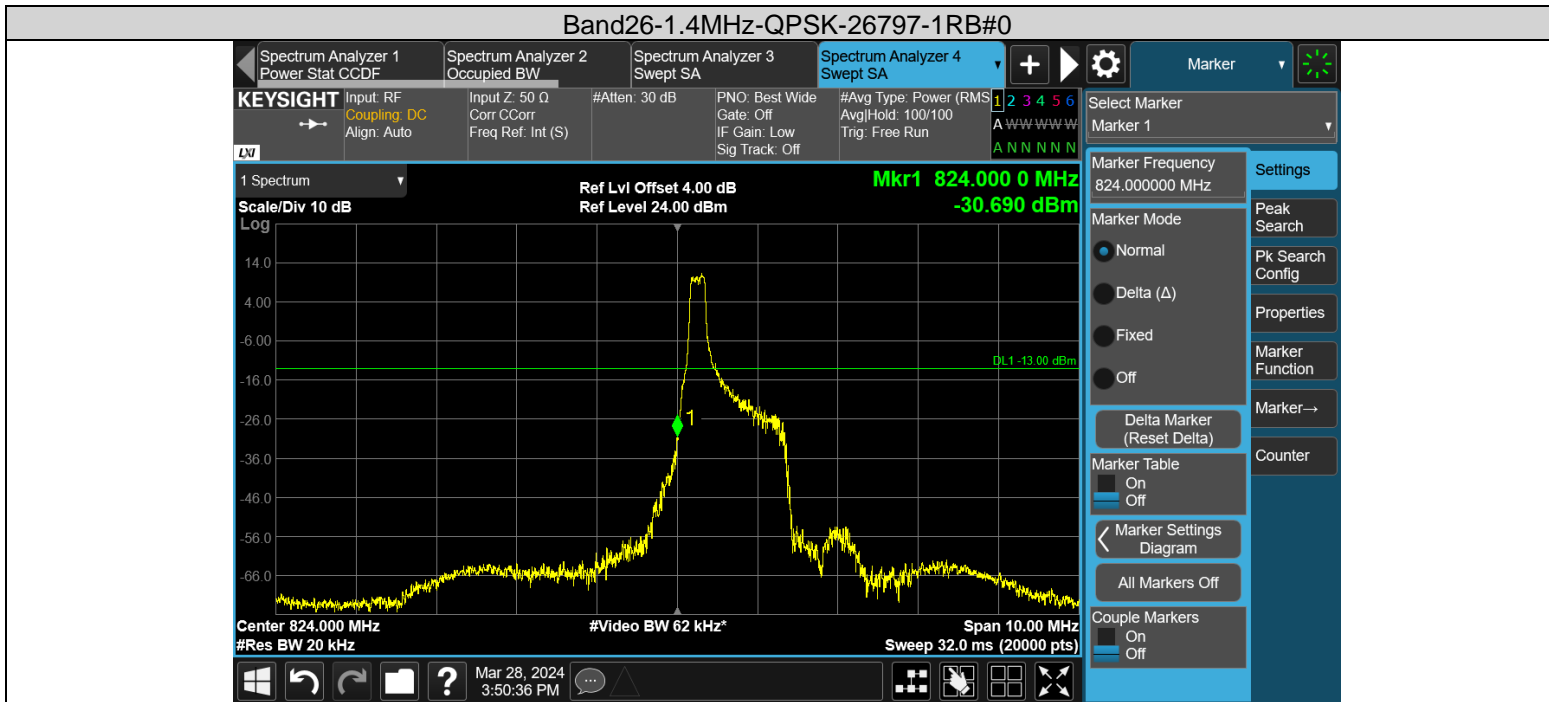 Band26-1.4MHz-QPSK-26797-1RB#0
Spectrum Analyzer 1
Power Stat CCDF
Spectrum Analyzer 2
Occupied BW
Spectrum Analyzer 3
Swept SA
Spectrum Analyzer 4
Swept SA
Marker
KEYSIGHT
LXI
Input: RF
Coupling: DC
Align: Auto
Input Z: 50 Ω
Corr CCorr
Freq Ref: Int (S)
#Atten: 30 dB
PNO: Best Wide
Gate: Off
IF Gain: Low
Sig Track: Off
#Avg Type: Power (RMS
Avg|Hold: 100/100
Trig: Free Run
1 2 3 4 5 6
A W W W W W
A N N N N N
Select Marker
Marker 1
1 Spectrum
Scale/Div 10 dB
Log
Ref Lvl Offset 4.00 dB
Ref Level 24.00 dBm
Mkr1 824.000 0 MHz
-30.690 dBm
14.0
4.00
-6.00
-16.0
-26.0
-36.0
-46.0
-56.0
-66.0
DL1 -13.00 dBm
1
Center 824.000 MHz
#Res BW 20 kHz
#Video BW 62 kHz*
Span 10.00 MHz
Sweep 32.0 ms (20000 pts)
Marker Frequency
824.000000 MHz
Marker Mode
Normal
Delta (Δ)
Fixed
Off
Delta Marker
(Reset Delta)
Marker Table
On
Off
Marker Settings
Diagram
All Markers Off
Couple Markers
On
Off
Settings
Peak
Search
Pk Search
Config
Properties
Marker
Function
Marker→
Counter
?
Mar 28, 2024
3:50:36 PM